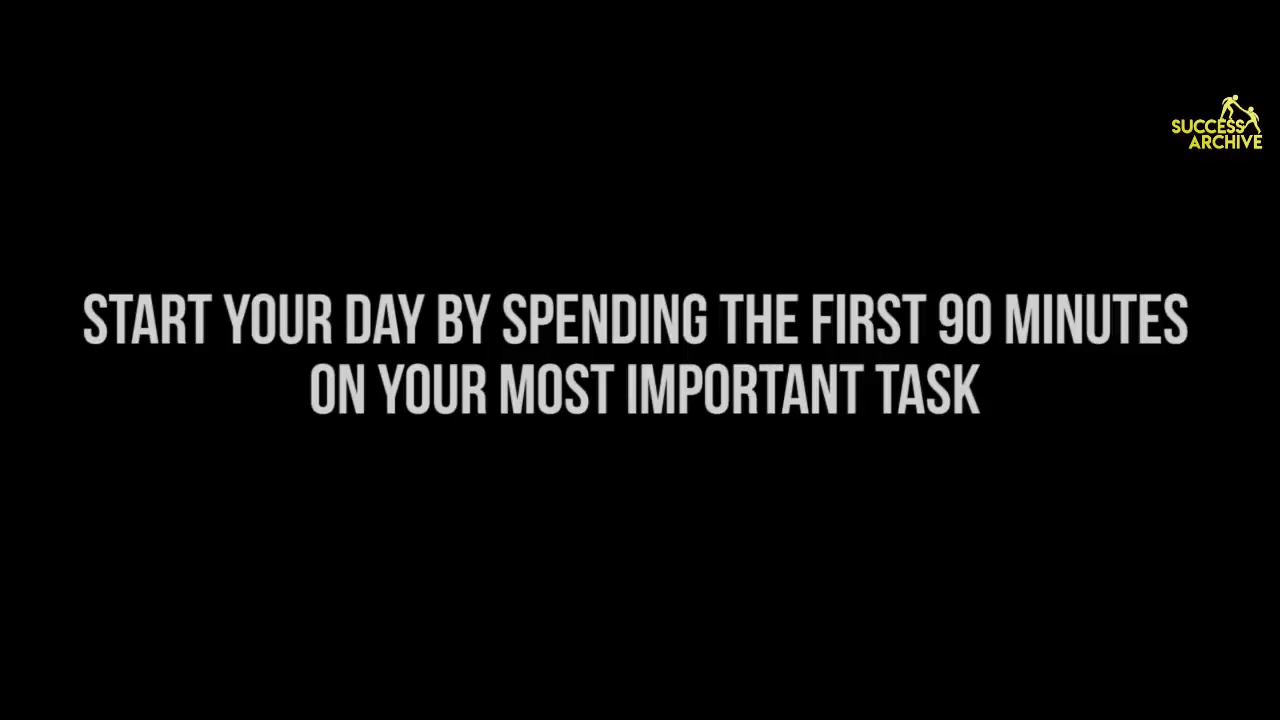 SUCCESS
ARCHIVE
START YOUR DAY BY SPENDING THE FIRST 90 MINUTES
ON YOUR MOST IMPORTANT TASK